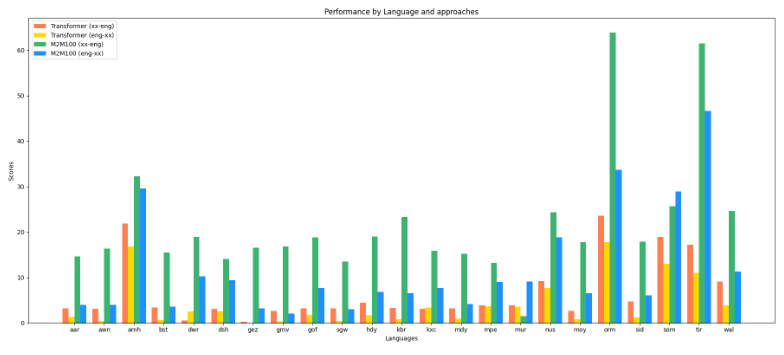 Performance by Language and approaches
Transformer (xx-eng)
Transformer (eng-xx)
M2M100 (xx-eng)
M2M100 (eng-xx)
60
50
40
30
20
10
0
Scores
aar awn amh bst dwr dsh gez gmv gof sgw hdy kbr kxc mdy mpe mur nus moy orm sid som tir wal
Languages